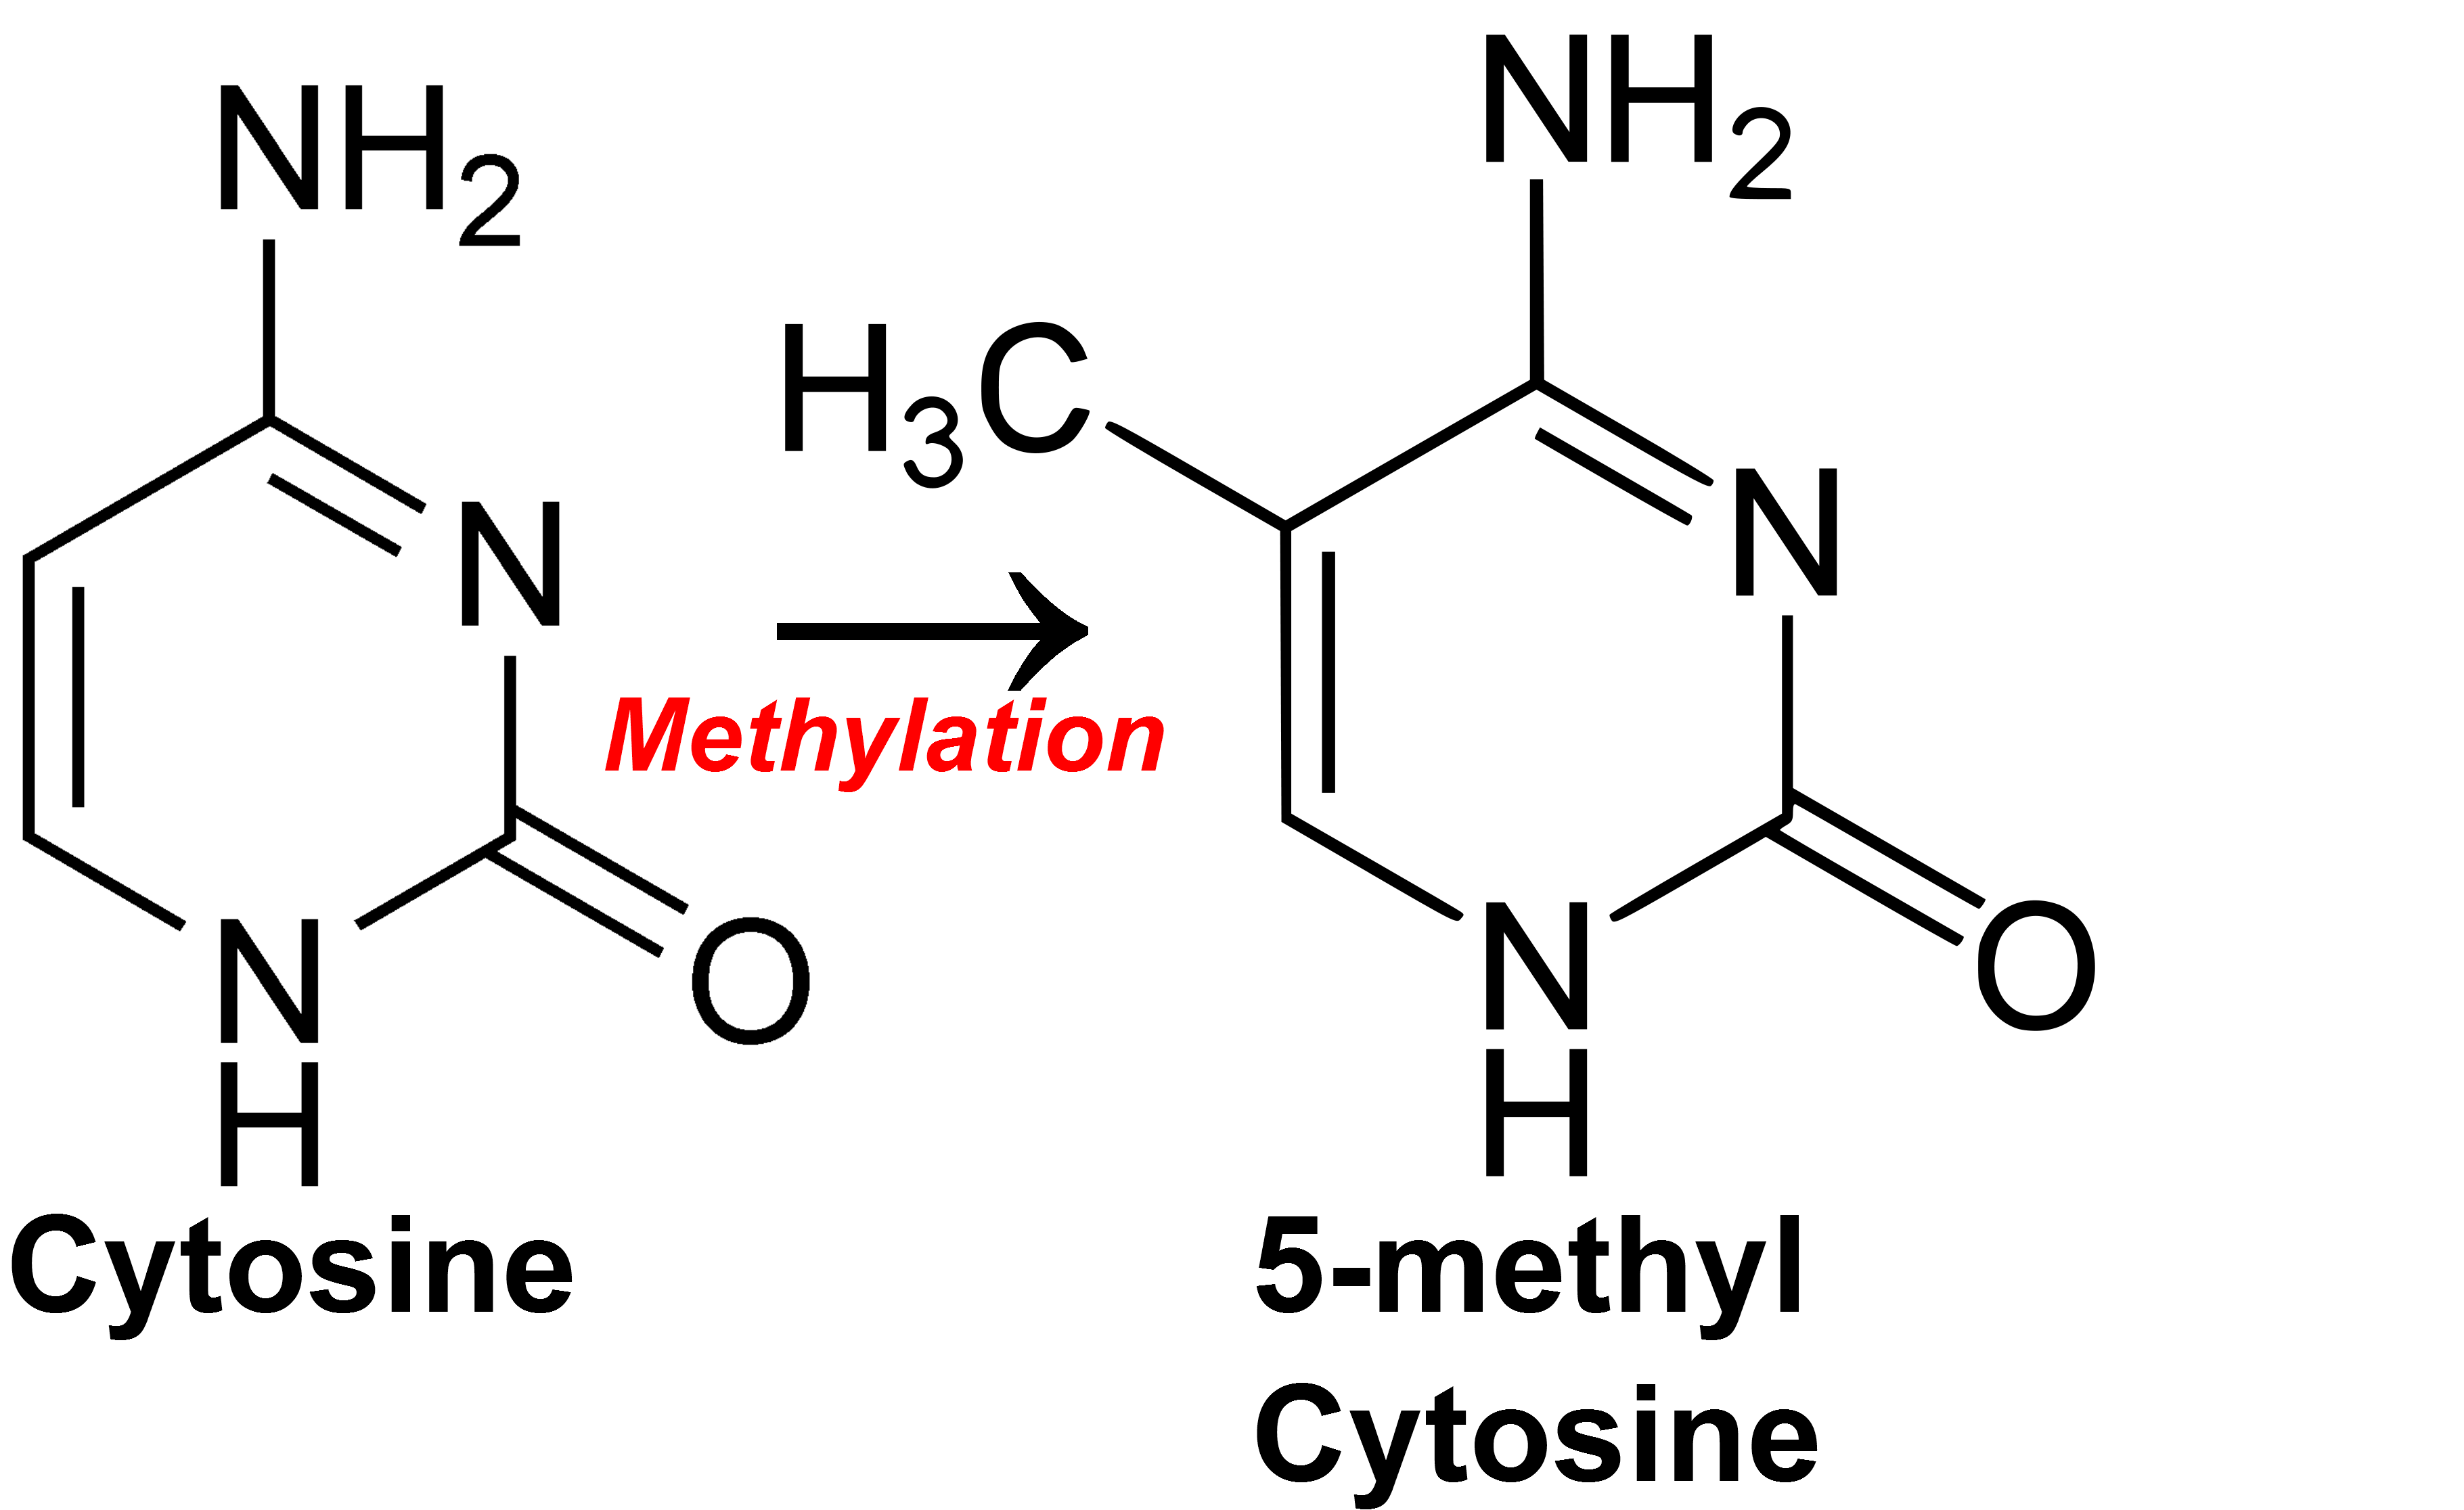 NH2
N
O
N
H
Cytosine
Methylation
NH2
H3C
N
O
N
H
5-methyl
Cytosine